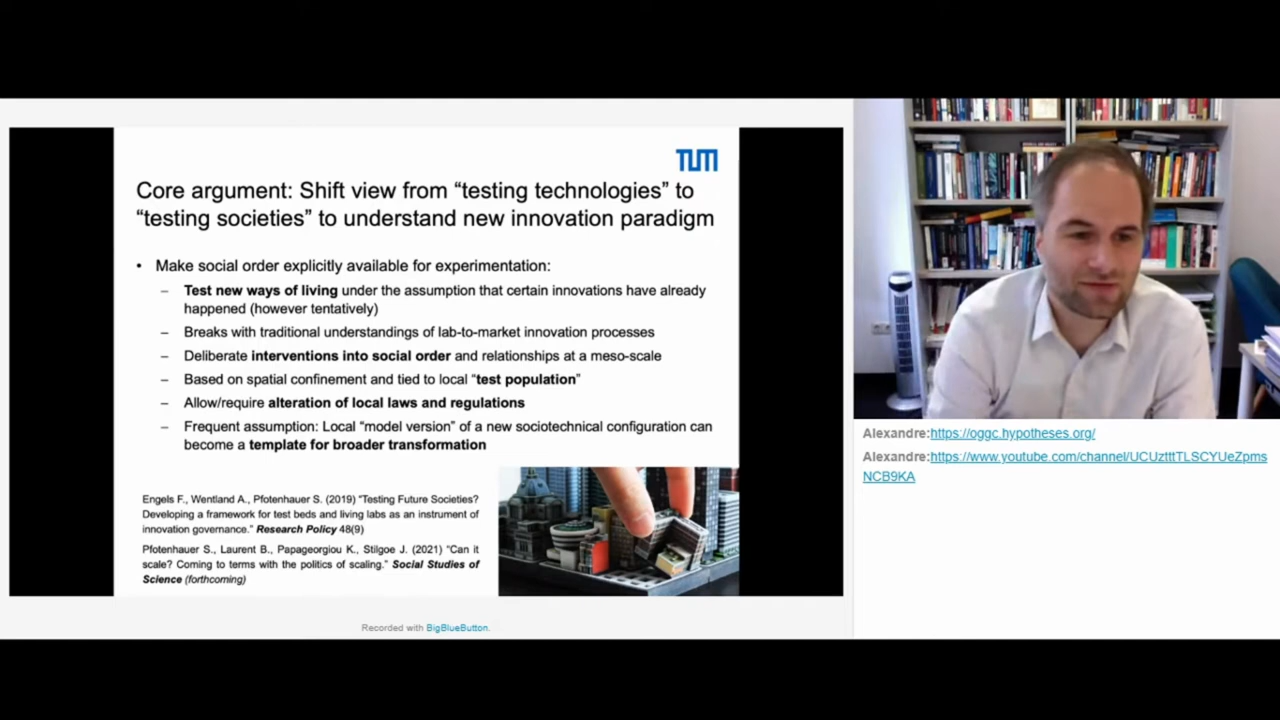 TUM
Core argument: Shift view from “testing technologies” to
“testing societies” to understand new innovation paradigm
• Make social order explicitly available for experimentation:
– Test new ways of living under the assumption that certain innovations have already
happened (however tentatively)
– Breaks with traditional understandings of lab-to-market innovation processes
– Deliberate interventions into social order and relationships at a meso-scale
– Based on spatial confinement and tied to local “test population”
– Allow/require alteration of local laws and regulations
– Frequent assumption: Local “model version” of a new sociotechnical configuration can
become a template for broader transformation
Engels F., Wentland A., Pfotenhauer S. (2019) “Testing Future Societies?
Developing a framework for test beds and living labs as an instrument of
innovation governance.” Research Policy 48(9)
Pfotenhauer S., Laurent B., Papageorgiou K., Stilgoe J. (2021) “Can it
scale? Coming to terms with the politics of scaling.” Social Studies of
Science (forthcoming)
Recorded with BigBlueButton.
Alexandre:https://oggc.hypotheses.org/
Alexandre:https://www.youtube.com/channel/UCUztttTLSCYUeZpms
NCB9KA